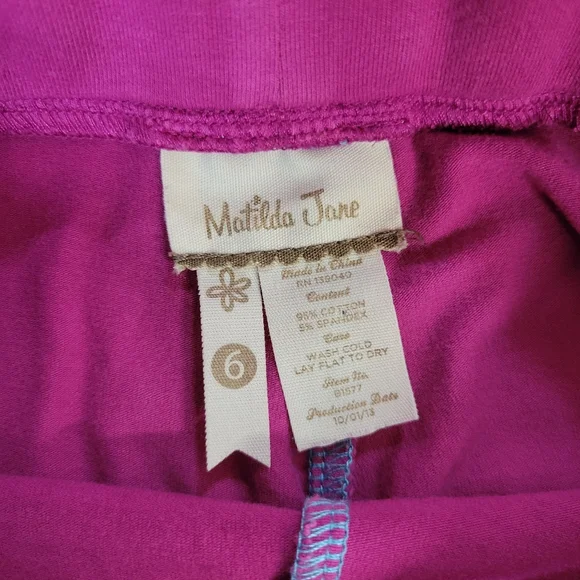 Matilda Jane
6
Made in China
RN 139040
Content
95% COTTON
5% SPANDEX
Care
WASH COLD
LAY FLAT TO DRY
Item No.
81577
Production Date
10/01/13